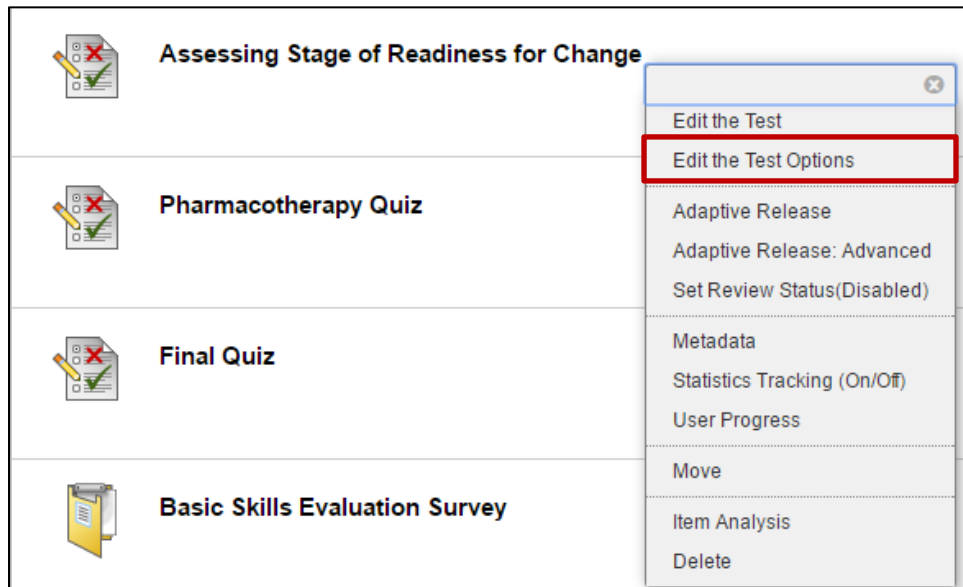 Assessing Stage of Readiness for Change
Edit the Test
Edit the Test Options
Pharmacotherapy Quiz
Adaptive Release
Adaptive Release: Advanced
Set Review Status(Disabled)
Final Quiz
Metadata
Statistics Tracking (On/Off)
User Progress
Move
Basic Skills Evaluation Survey
Item Analysis
Delete